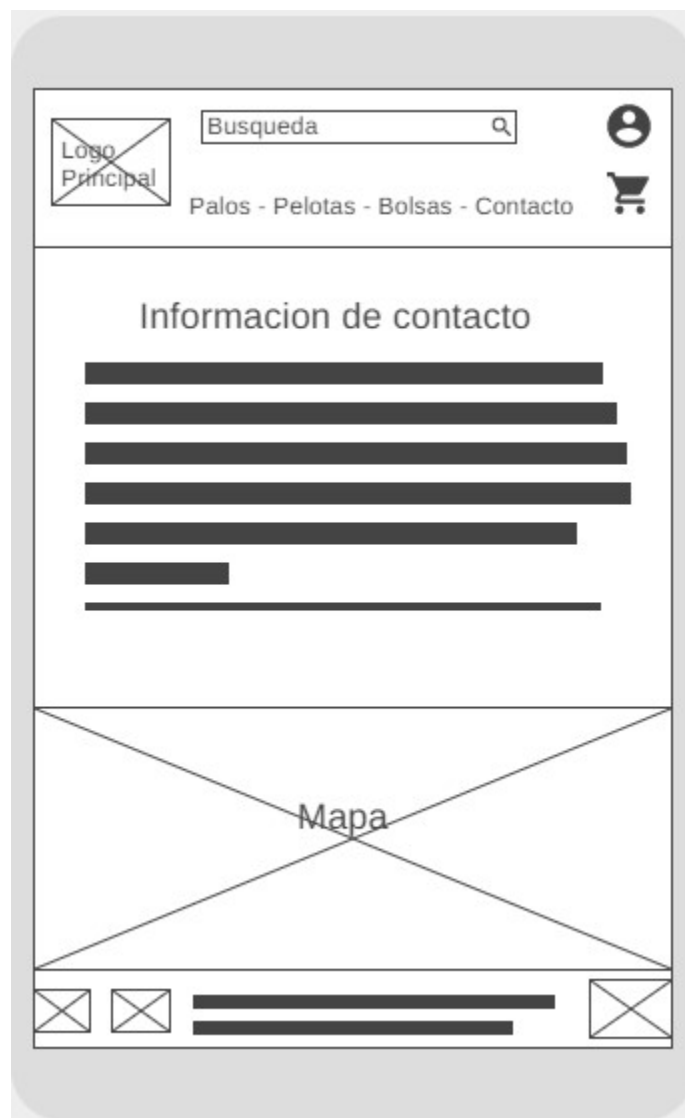 Busqueda
Logo
Principal
Palos - Pelotas - Bolsas - Contacto
Informacion de contacto
Mapa